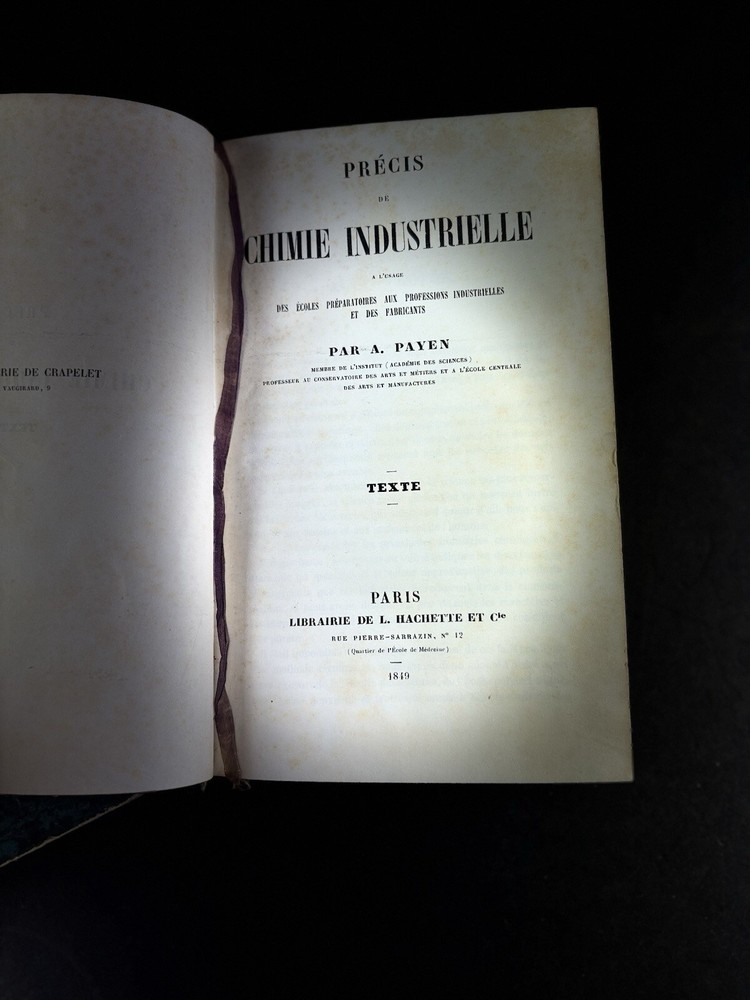 RIE DE CRAPELET
VAUGIRARD, 9
PRÉCIS
DE
CHIMIE INDUSTRIELLE
A L'USAGE
DES ÉCOLES PRÉPARATOIRES AUX PROFESSIONS INDUSTRIELLES
ET DES FABRICANTS
PAR A. PAYEN
MEMBRE DE L'INSTITUT (ACADÉMIE DES SCIENCES)
PROFESSEUR AU CONSERVATOIRE DES ARTS ET MÉTIERS ET A L'ÉCOLE CENTRALE
DES ARTS ET MANUFACTURES
TEXTE
PARIS
LIBRAIRIE DE L. HACHETTE ET Cie
RUE PIERRE-SARRAZIN, N° 12
(Quartier de l'École de Médecine)
1849